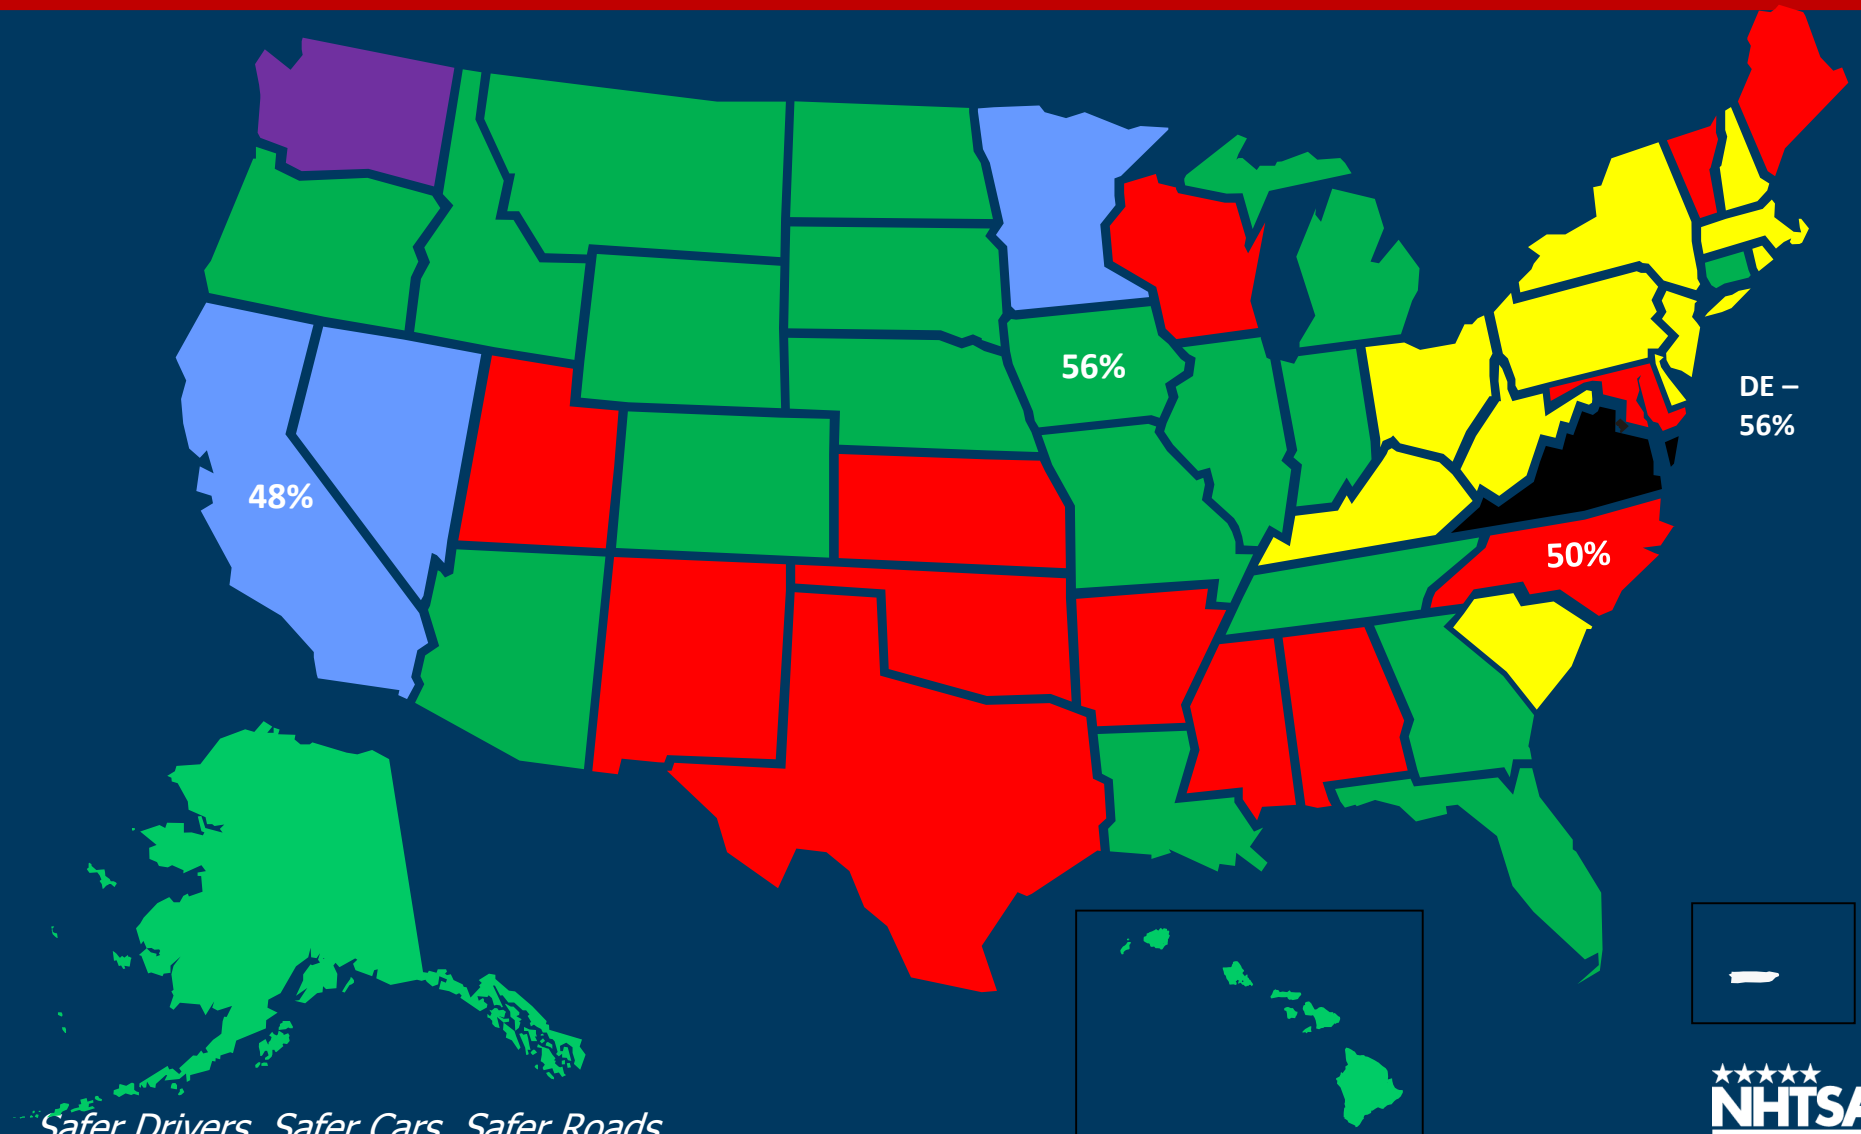 56%
DE –
56%
48%
50%
Safer Drivers. Safer Cars. Safer Roads.
NHTSA